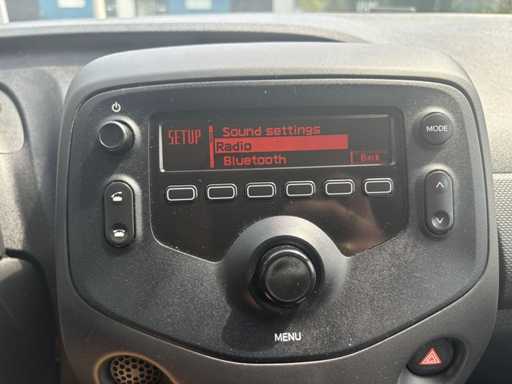 SETUP
Sound settings
Radio
Bluetooth
Back
MODE
MENU